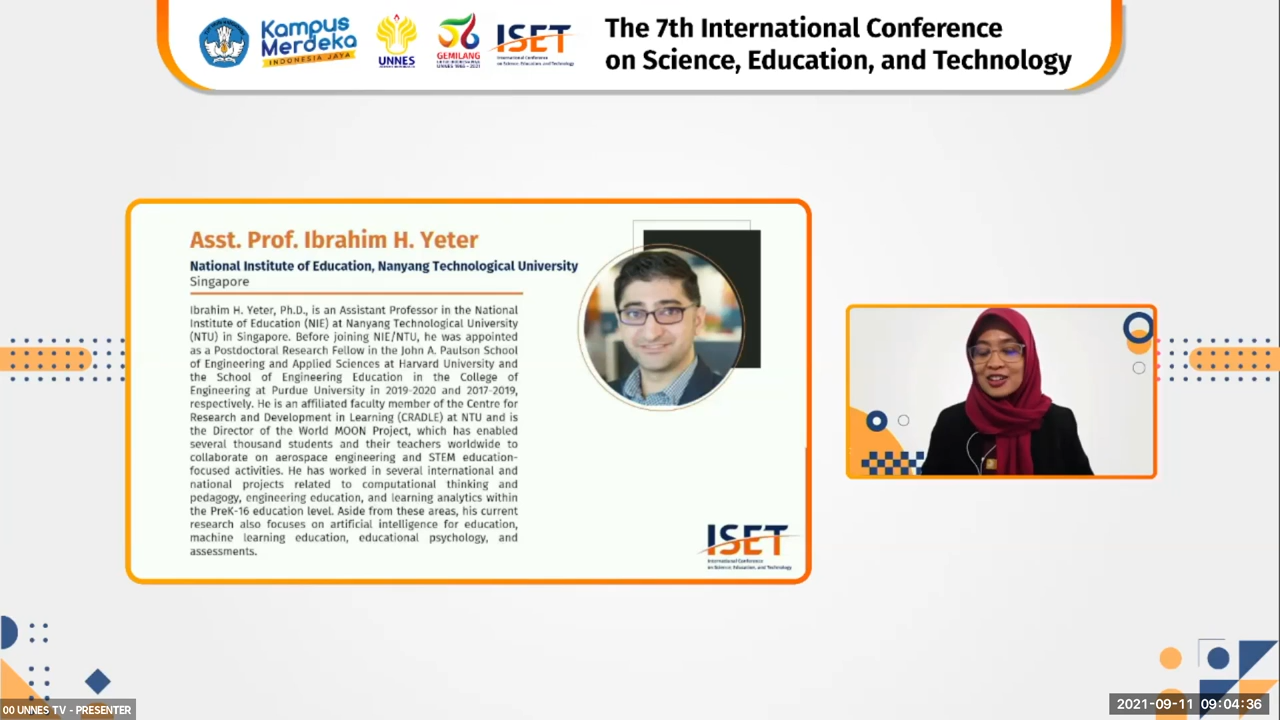 Kampus
Merdeka
INDONESIA JAYA
UNNES
GEMILANG
UNNES 1965 - 2021
ISET
International Conference
on Science, Education, and Technology
The 7th International Conference
on Science, Education, and Technology
Asst. Prof. Ibrahim H. Yeter
National Institute of Education, Nanyang Technological University
Singapore
Ibrahim H. Yeter, Ph.D., is an Assistant Professor in the National
Institute of Education (NIE) at Nanyang Technological University
(NTU) in Singapore. Before joining NIE/NTU, he was appointed
as a Postdoctoral Research Fellow in the John A. Paulson School
of Engineering and Applied Sciences at Harvard University and
the School of Engineering Education in the College of
Engineering at Purdue University in 2019-2020 and 2017-2019,
respectively. He is an affiliated faculty member of the Centre for
Research and Development in Learning (CRADLE) at NTU and is
the Director of the World MOON Project, which has enabled
several thousand students and their teachers worldwide to
collaborate on aerospace engineering and STEM education-
focused activities. He has worked in several international and
national projects related to computational thinking and
pedagogy, engineering education, and learning analytics within
the PreK-16 education level. Aside from these areas, his current
research also focuses on artificial intelligence for education,
machine learning education, educational psychology, and
assessments.
ISET
International Conference
on Science, Education, and Technology
00 UNNES TV - PRESENTER
2021-09-11 09:04:36